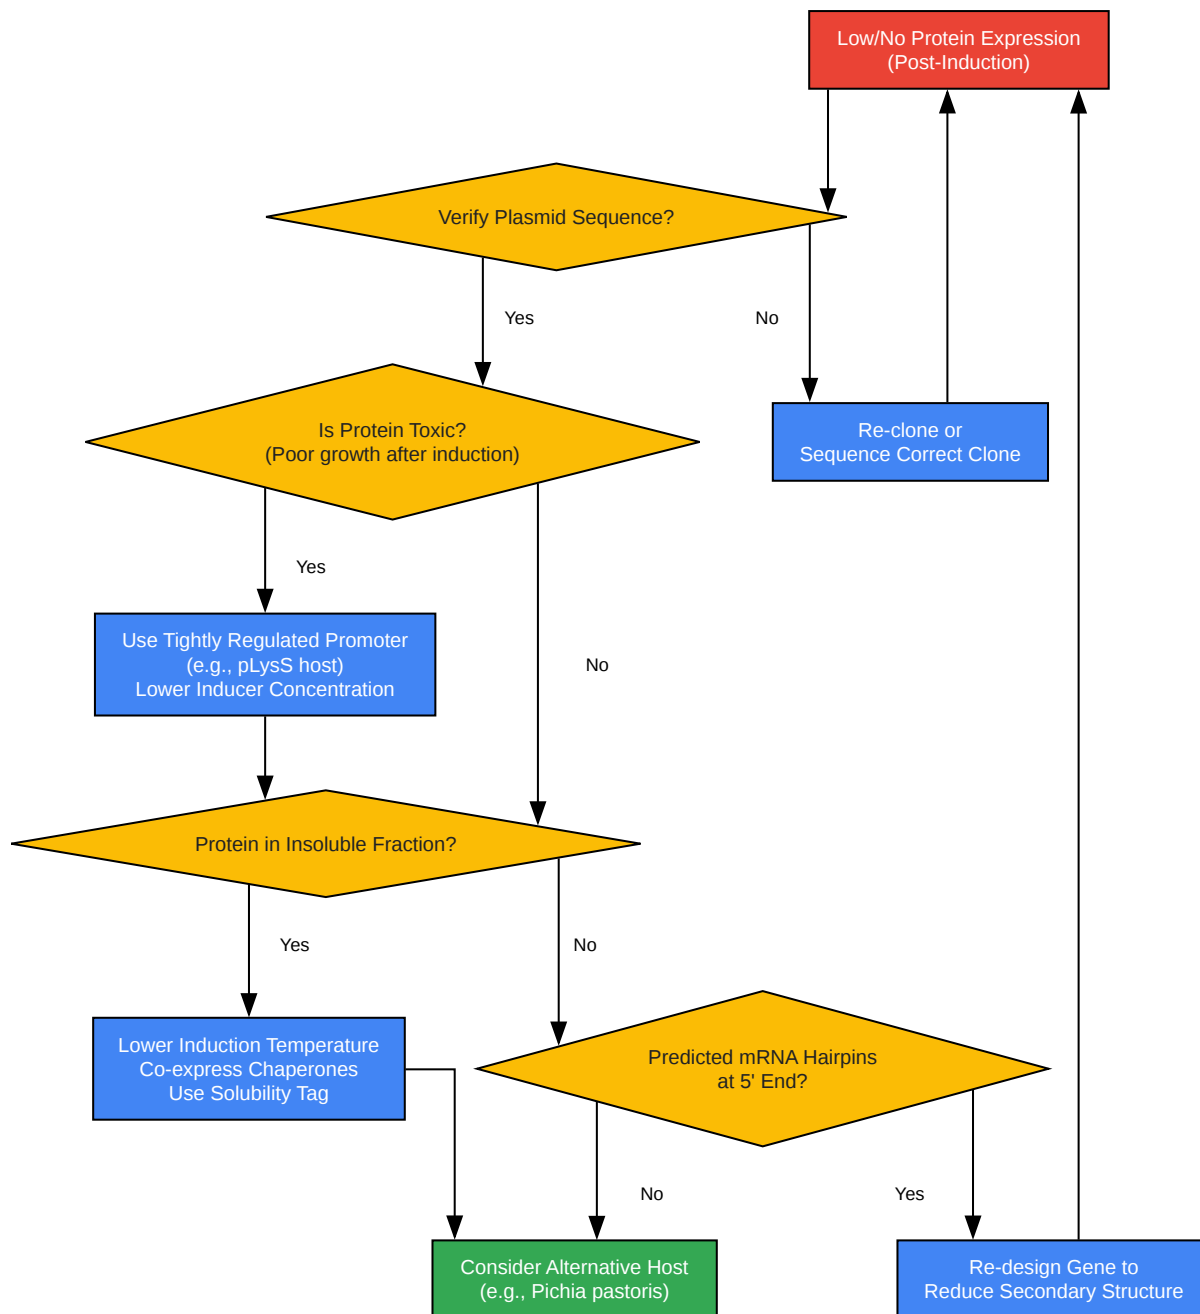 Low/No Protein Expression
(Post-Induction)
Verify Plasmid Sequence?
Yes
No
Is Protein Toxic?
(Poor growth after induction)
Re-clone or
Sequence Correct Clone
Yes
Use Tightly Regulated Promoter
(e.g., pLysS host)
Lower Inducer Concentration
No
Protein in Insoluble Fraction?
Yes
No
Lower Induction Temperature
Co-express Chaperones
Use Solubility Tag
Predicted mRNA Hairpins
at 5' End?
No
Yes
Consider Alternative Host
(e.g., Pichia pastoris)
Re-design Gene to
Reduce Secondary Structure